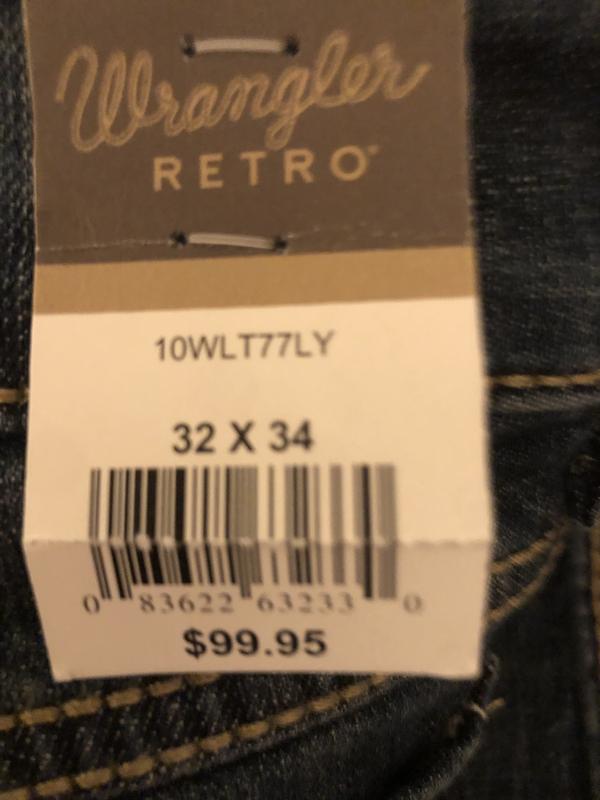 Wrangler
RETRO
10WLT77LY
32 X 34
0 83622 63233 0
$99.95